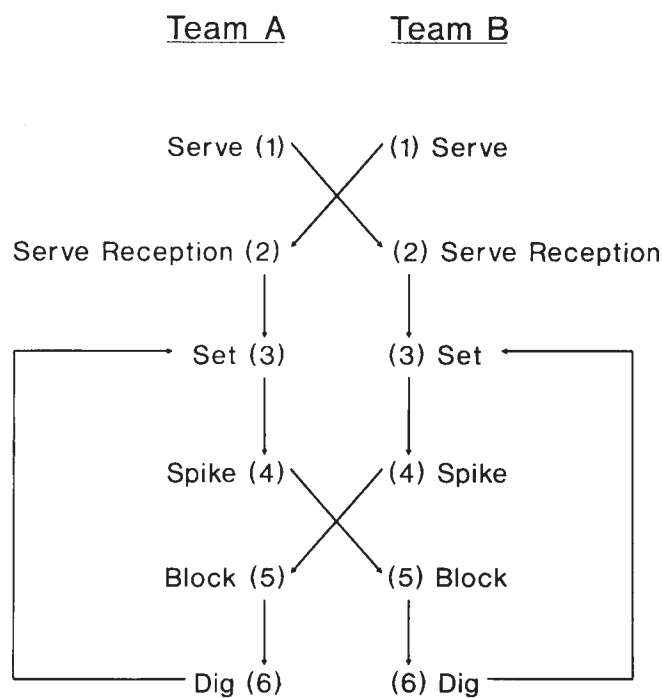 Team A Team B
Serve (1) (1) Serve
Serve Reception (2) (2) Serve Reception
Set (3) (3) Set
Spike (4) (4) Spike
Block (5) (5) Block
Dig (6) (6) Dig